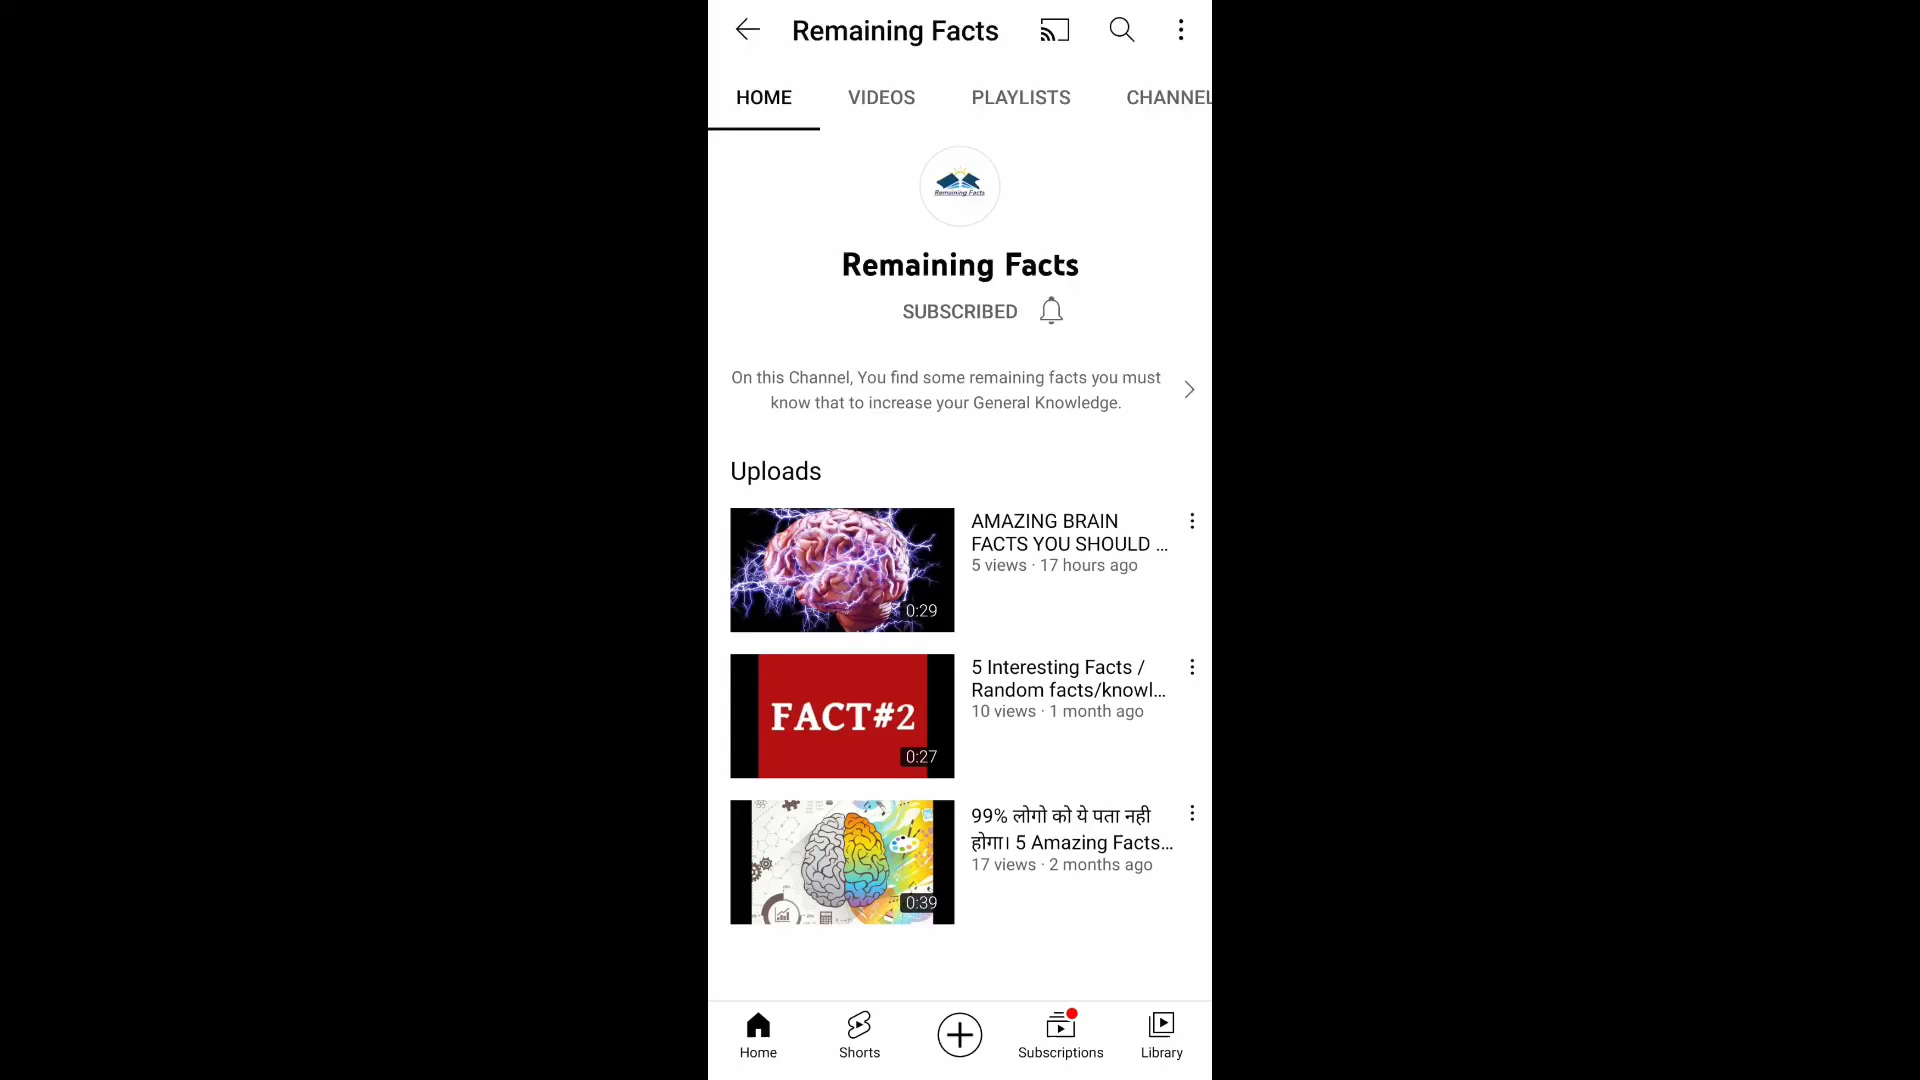 Remaining Facts
HOME VIDEOS PLAYLISTS CHANNEL
Remaining Facts
Remaining Facts
SUBSCRIBED
On this Channel, You find some remaining facts you must
know that to increase your General Knowledge.
Uploads
AMAZING BRAIN
FACTS YOU SHOULD ...
5 views · 17 hours ago
0:29
5 Interesting Facts /
Random facts/knowl...
10 views · 1 month ago
FACT#2
0:27
99% लोगो को ये पता नही
होगा। 5 Amazing Facts...
17 views · 2 months ago
0:39
Home Shorts Subscriptions Library